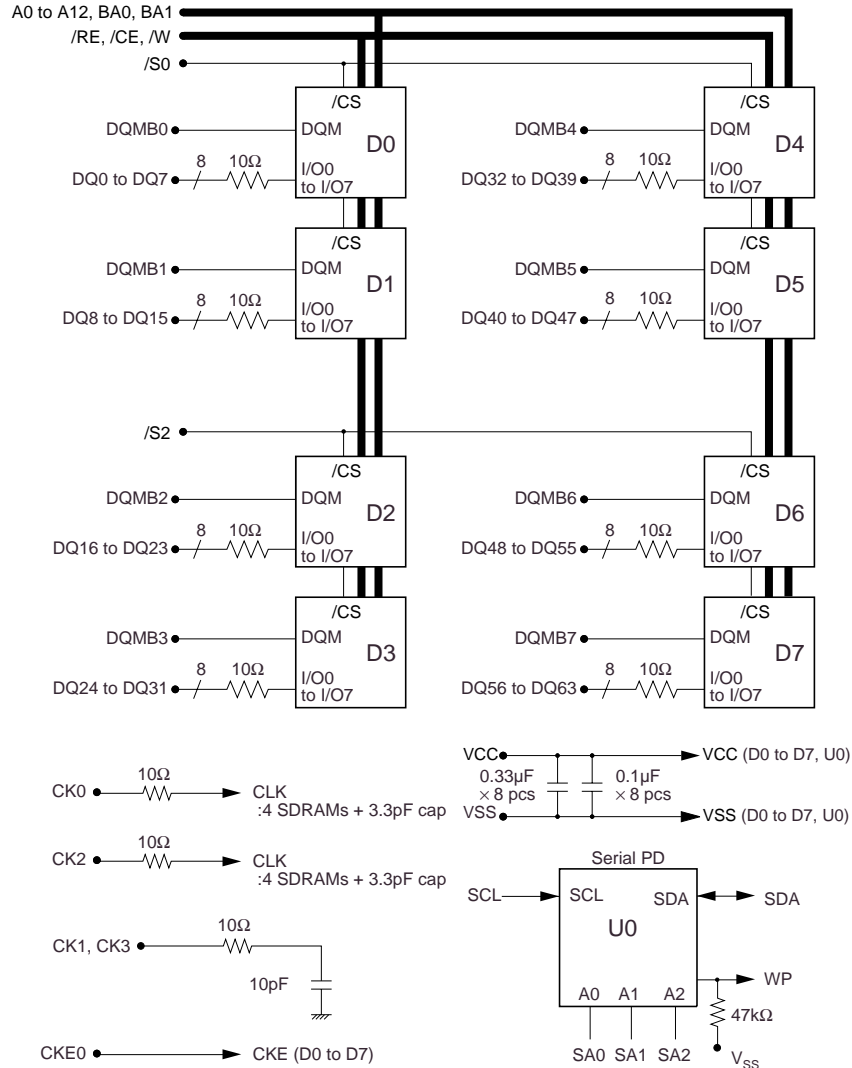 A0 to A12, BA0, BA1
/RE, /CE, /W
/S0
/CS
DQMB0 DQM D0
8 10Ω
DQ0 to DQ7 I/O0 to I/O7
/CS
DQMB4 DQM D4
8 10Ω
DQ32 to DQ39 I/O0 to I/O7
/CS
DQMB1 DQM D1
8 10Ω
DQ8 to DQ15 I/O0 to I/O7
/CS
DQMB5 DQM D5
8 10Ω
DQ40 to DQ47 I/O0 to I/O7
/S2
/CS
DQMB2 DQM D2
8 10Ω
DQ16 to DQ23 I/O0 to I/O7
/CS
DQMB6 DQM D6
8 10Ω
DQ48 to DQ55 I/O0 to I/O7
/CS
DQMB3 DQM D3
8 10Ω
DQ24 to DQ31 I/O0 to I/O7
/CS
DQMB7 DQM D7
8 10Ω
DQ56 to DQ63 I/O0 to I/O7
10Ω
CK0 CLK
:4 SDRAMs + 3.3pF cap
10Ω
CK2 CLK
:4 SDRAMs + 3.3pF cap
10Ω
CK1, CK3
10pF
CKE0 CKE (D0 to D7)
VCC VCC (D0 to D7, U0)
0.33µF × 8 pcs
0.1µF × 8 pcs
VSS VSS (D0 to D7, U0)
Serial PD
SCL SCL SDA SDA
U0
WP
A0 A1 A2
47kΩ
SA0 SA1 SA2
VSS